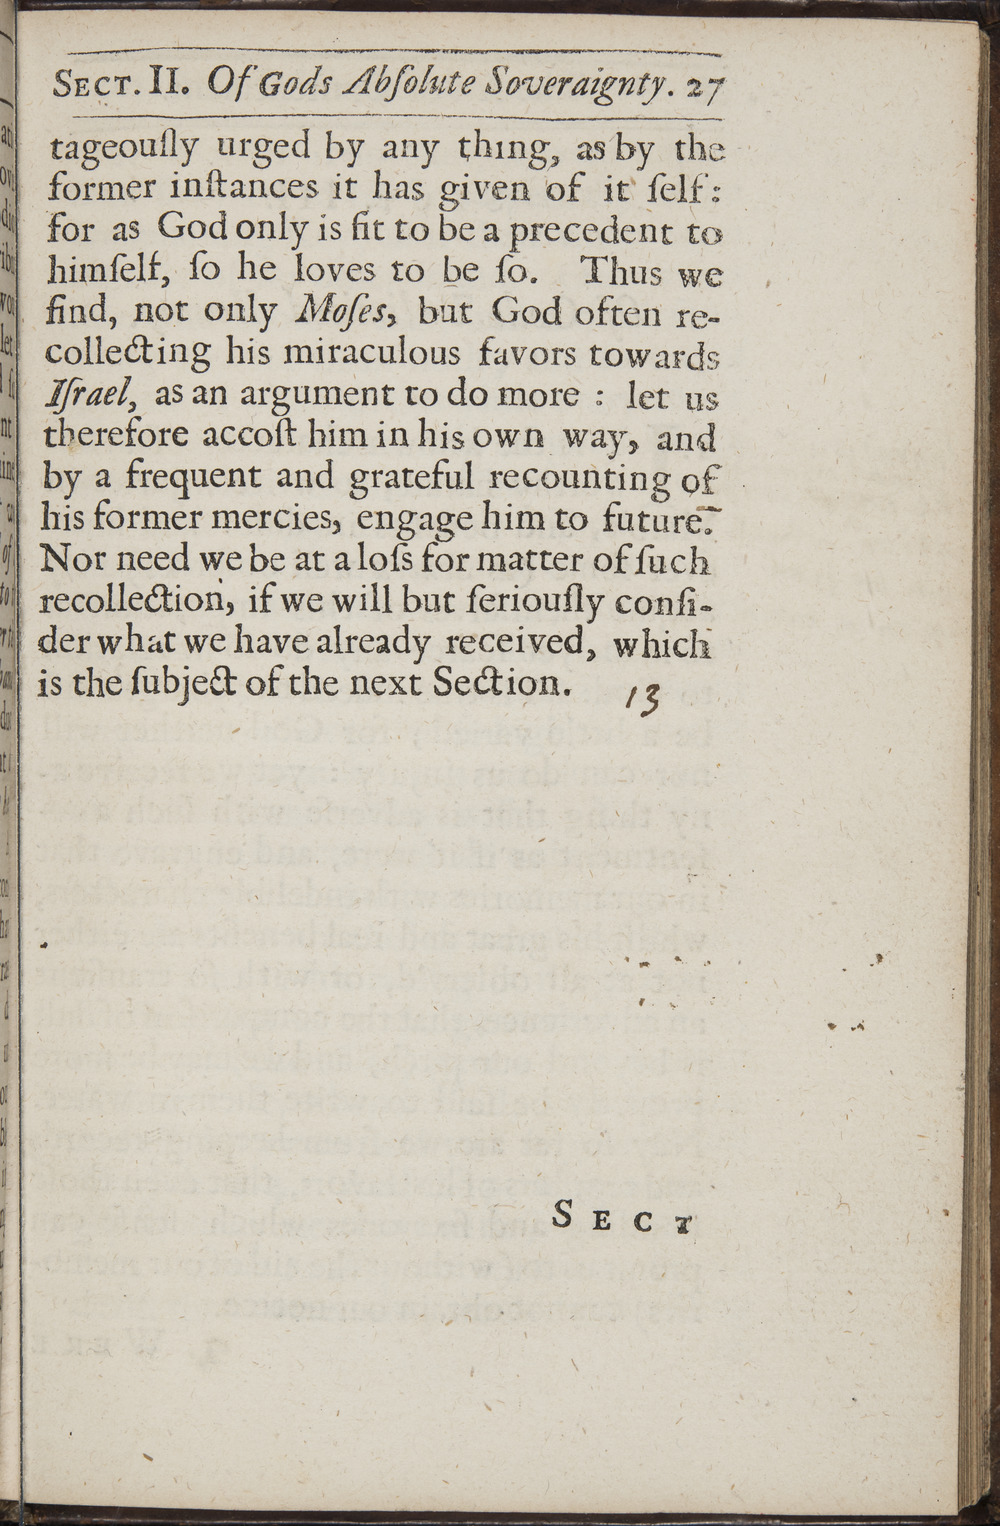 SECT. II. Of Gods Abſolute Soveraignty. 27
tageouſly urged by any thing, as by the
former inſtances it has given of it ſelf:
for as God only is fit to be a precedent to
himſelf, ſo he loves to be ſo. Thus we
find, not only Moſes, but God often re-
collecting his miraculous favors towards
Iſrael, as an argument to do more : let us
therefore accoſt him in his own way, and
by a frequent and grateful recounting of
his former mercies, engage him to future.
Nor need we be at a loſs for matter of ſuch
recollection, if we will but ſeriouſly conſi-
der what we have already received, which
is the ſubject of the next Section.
13
SECT